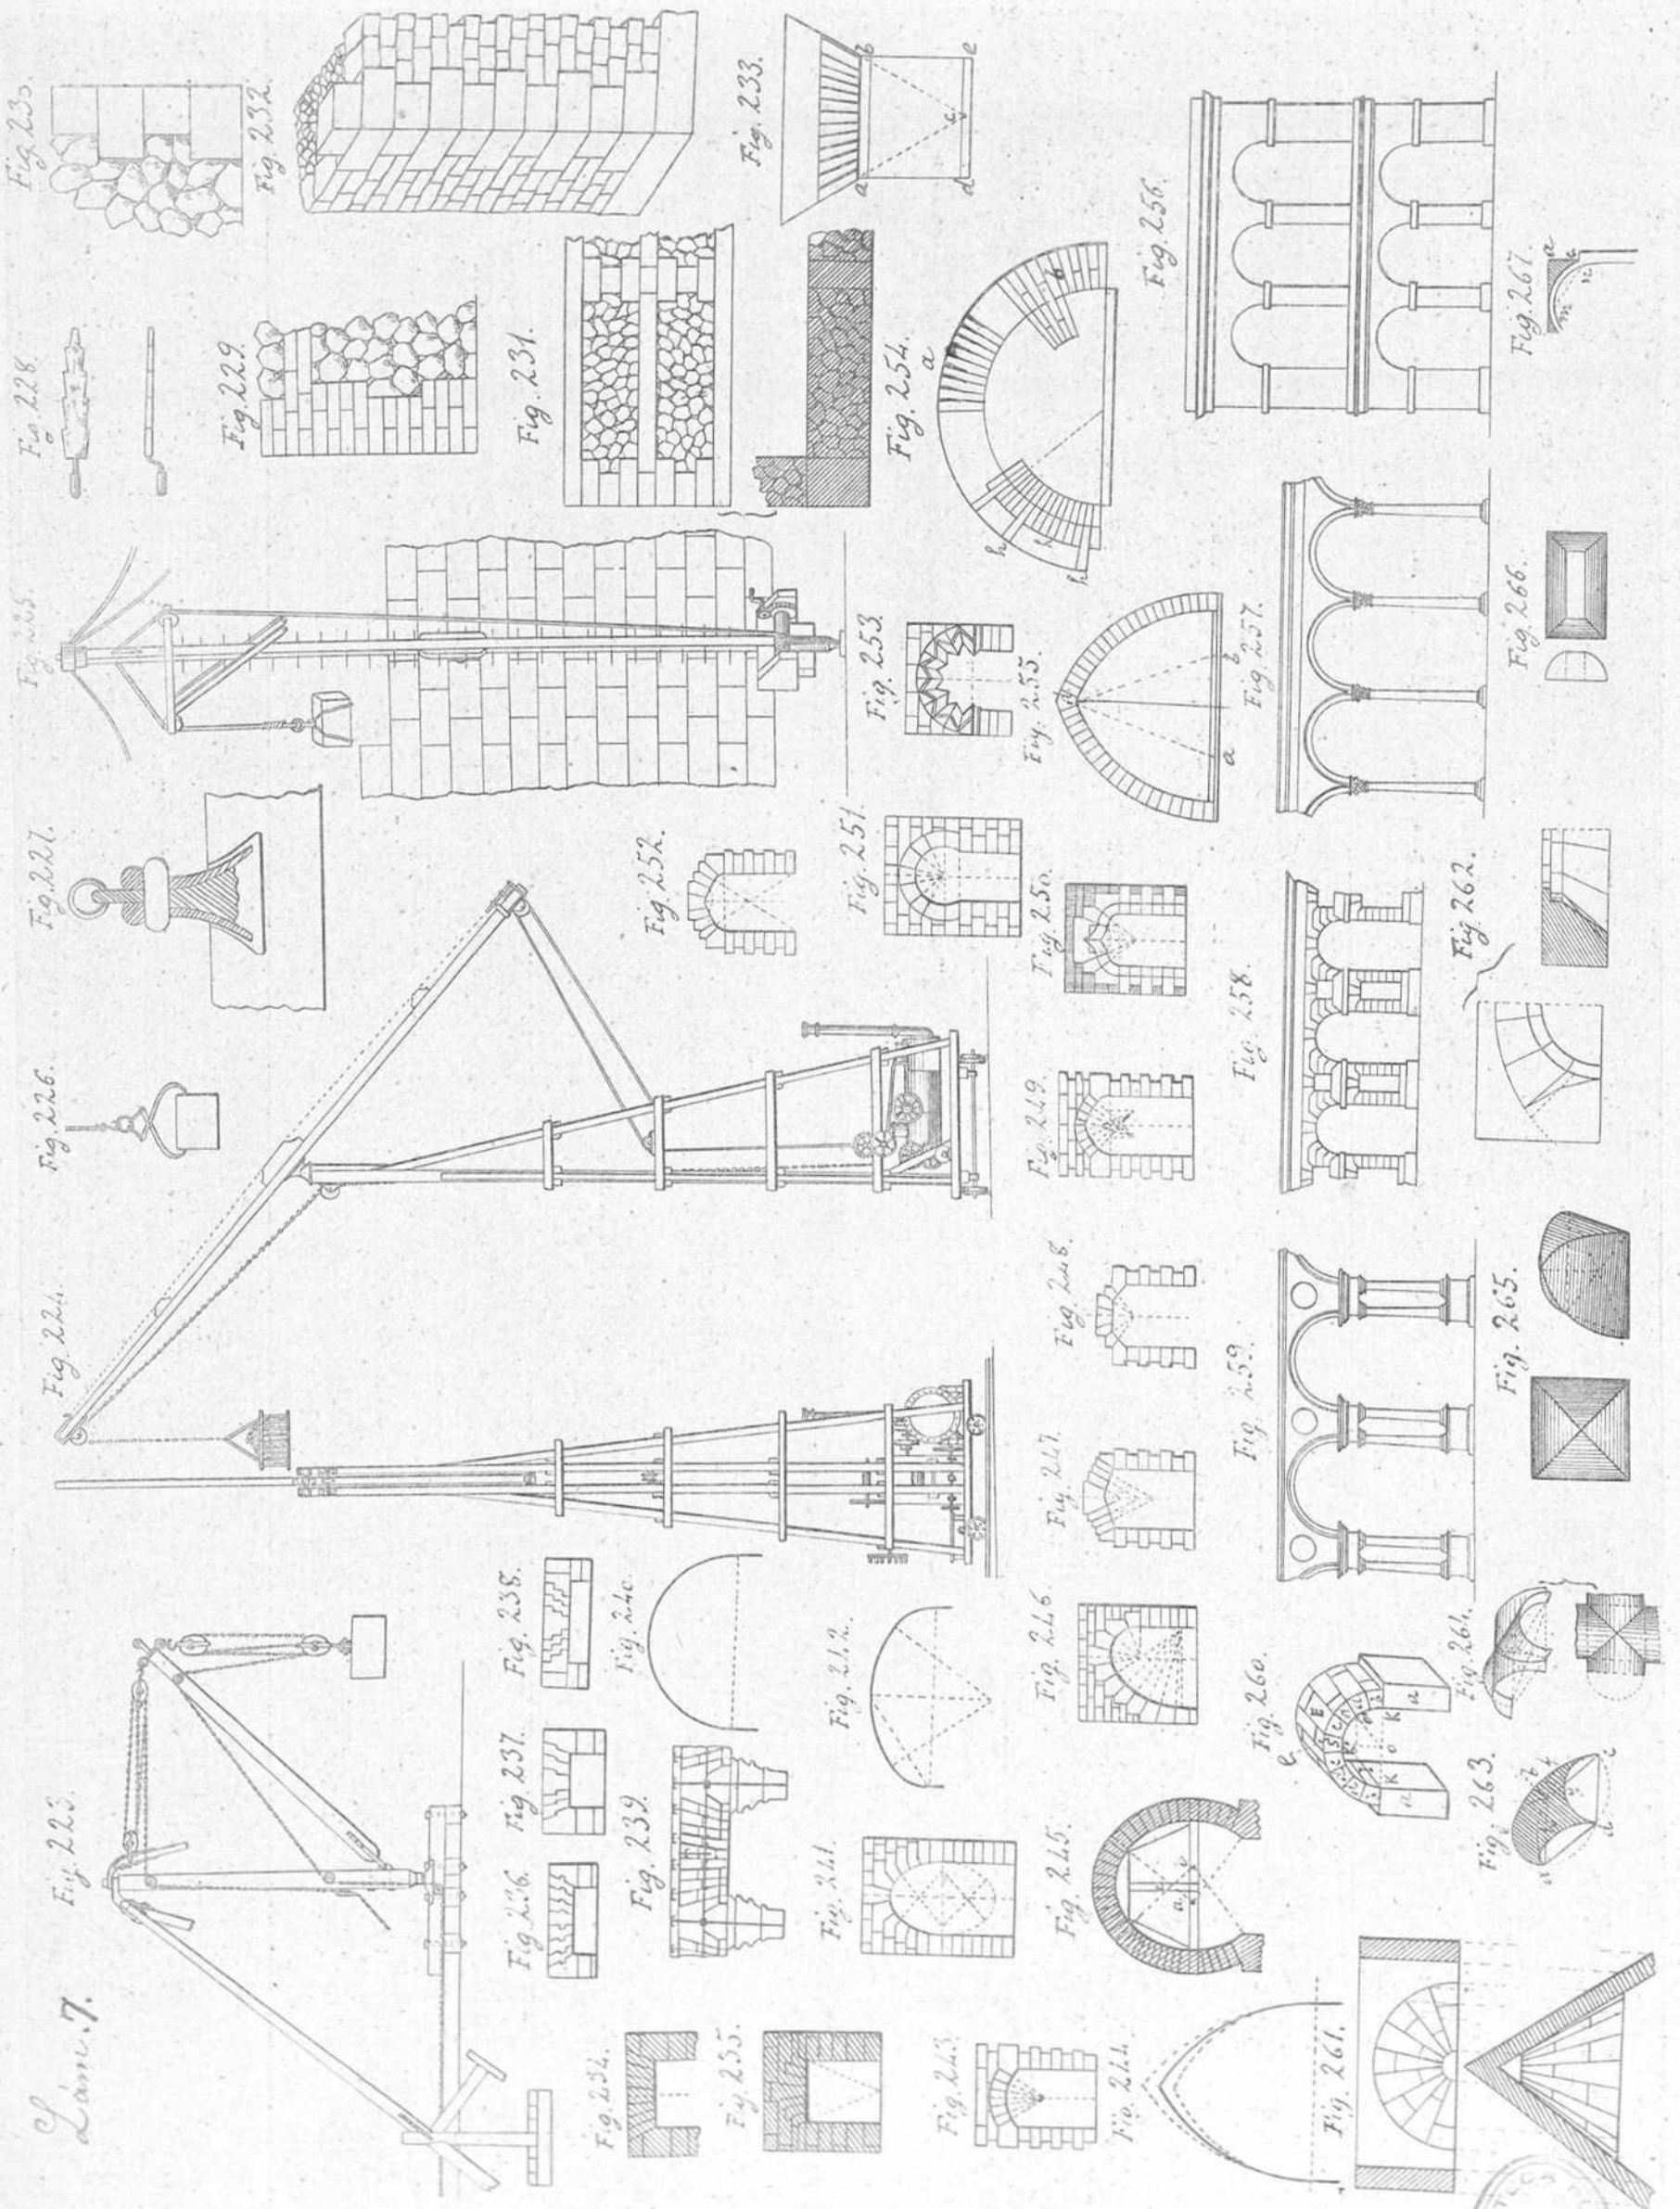 Lám. 7.
Fig. 223.
Fig. 224.
Fig. 225.
Fig. 226.
Fig. 227.
Fig. 228.
Fig. 229.
Fig. 230.
Fig. 231.
Fig. 232.
Fig. 233.
a b
d c e
Fig. 234.
Fig. 235.
Fig. 236.
Fig. 237.
Fig. 238.
Fig. 239.
Fig. 240.
Fig. 241.
Fig. 242.
Fig. 243.
Fig. 244.
Fig. 245.
Fig. 246
Fig. 247.
Fig. 248.
Fig. 249.
Fig. 250.
Fig. 251.
Fig. 252.
Fig. 253.
Fig. 254.
a
b
h h h
Fig. 255.
a b
Fig. 256.
Fig. 257.
Fig. 258.
Fig. 259.
Fig. 260.
e
E
S
K o K
a a
Fig. 261.
Fig. 262.
Fig. 263.
Fig. 264.
Fig. 265.
Fig. 266.
Fig. 267.
a
m n